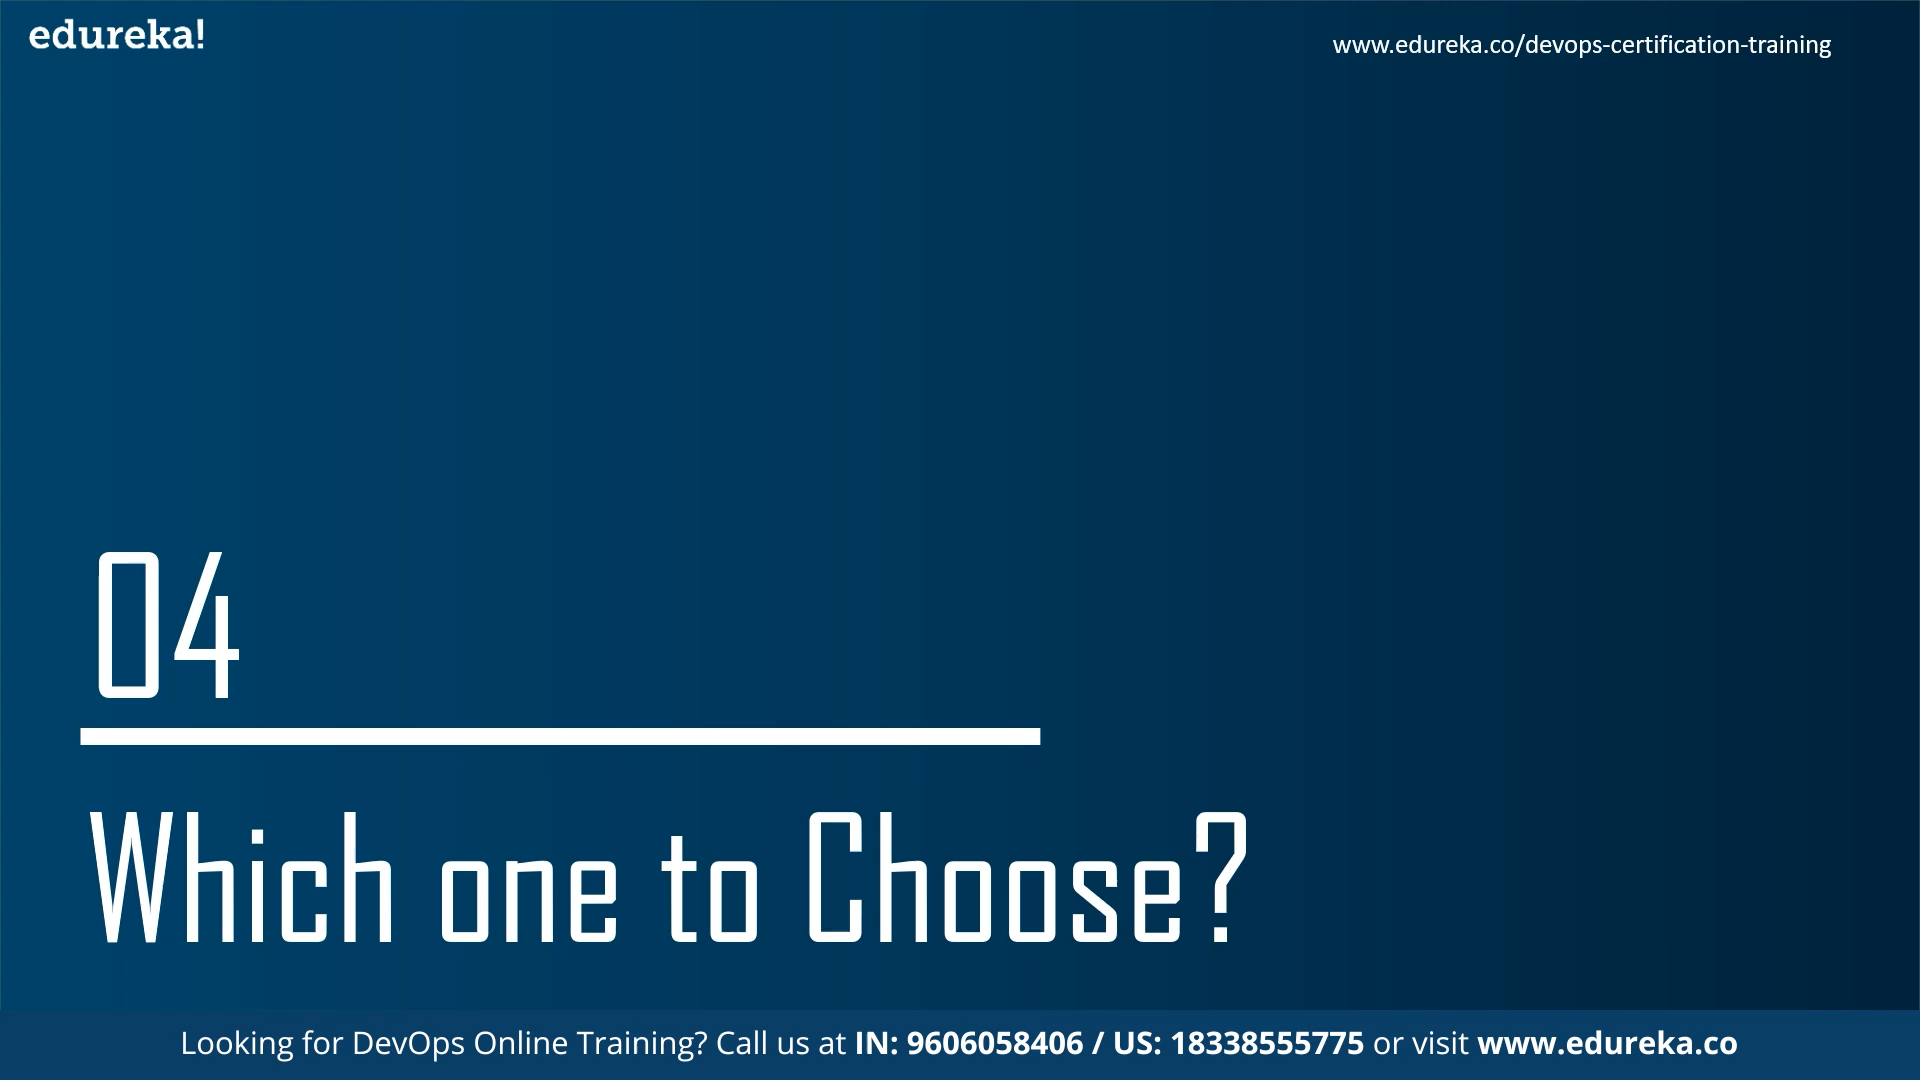 edureka!
www.edureka.co/devops-certification-training
04
Which one to Choose?
Looking for DevOps Online Training? Call us at IN: 9606058406 / US: 18338555775 or visit www.edureka.co